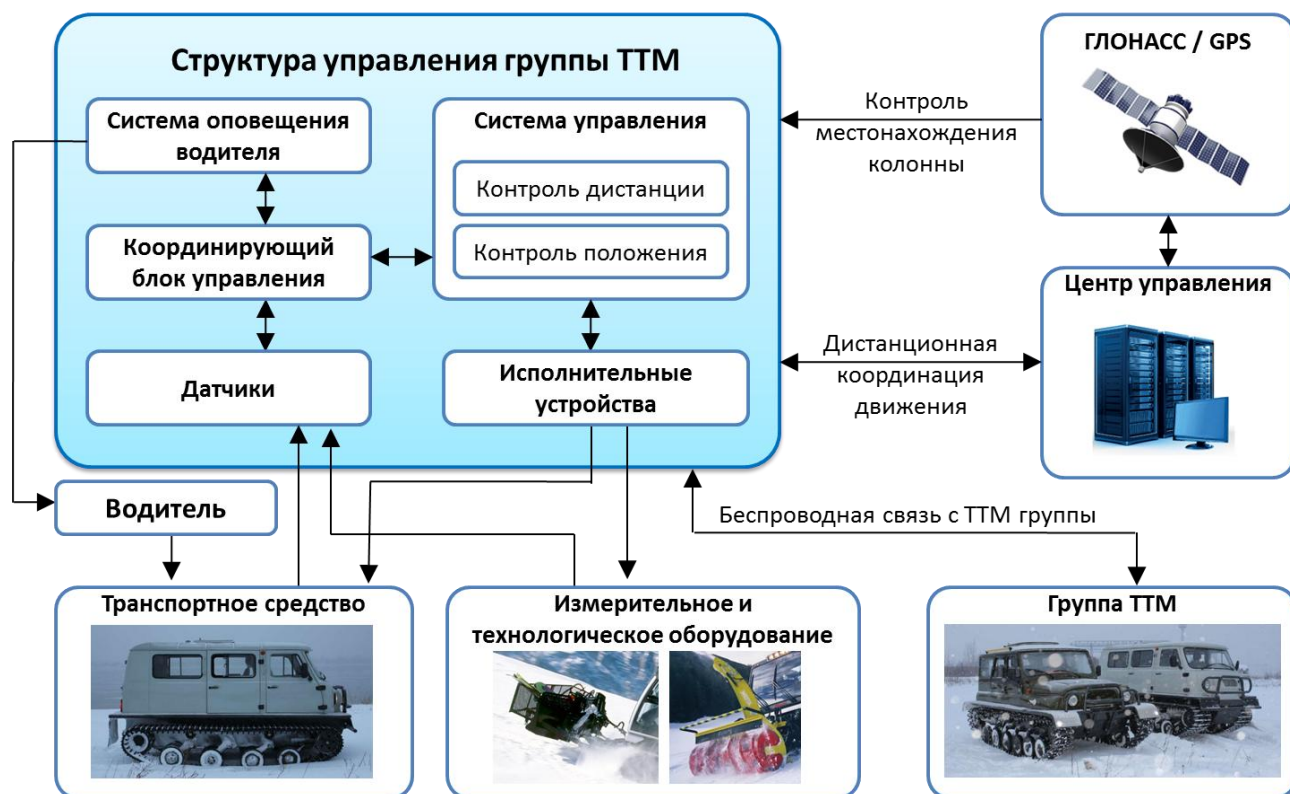 Структура управления группы ТТМ
Система оповещения
водителя
Координирующий
блок управления
Датчики
Система управления
Контроль дистанции
Контроль положения
Исполнительные
устройства
Контроль
местонахождения
колонны
ГЛОНАСС / GPS
Дистанционная
координация
движения
Центр управления
Водитель
Беспроводная связь с ТТМ группы
Транспортное средство
Измерительное и
технологическое оборудование
Группа ТТМ